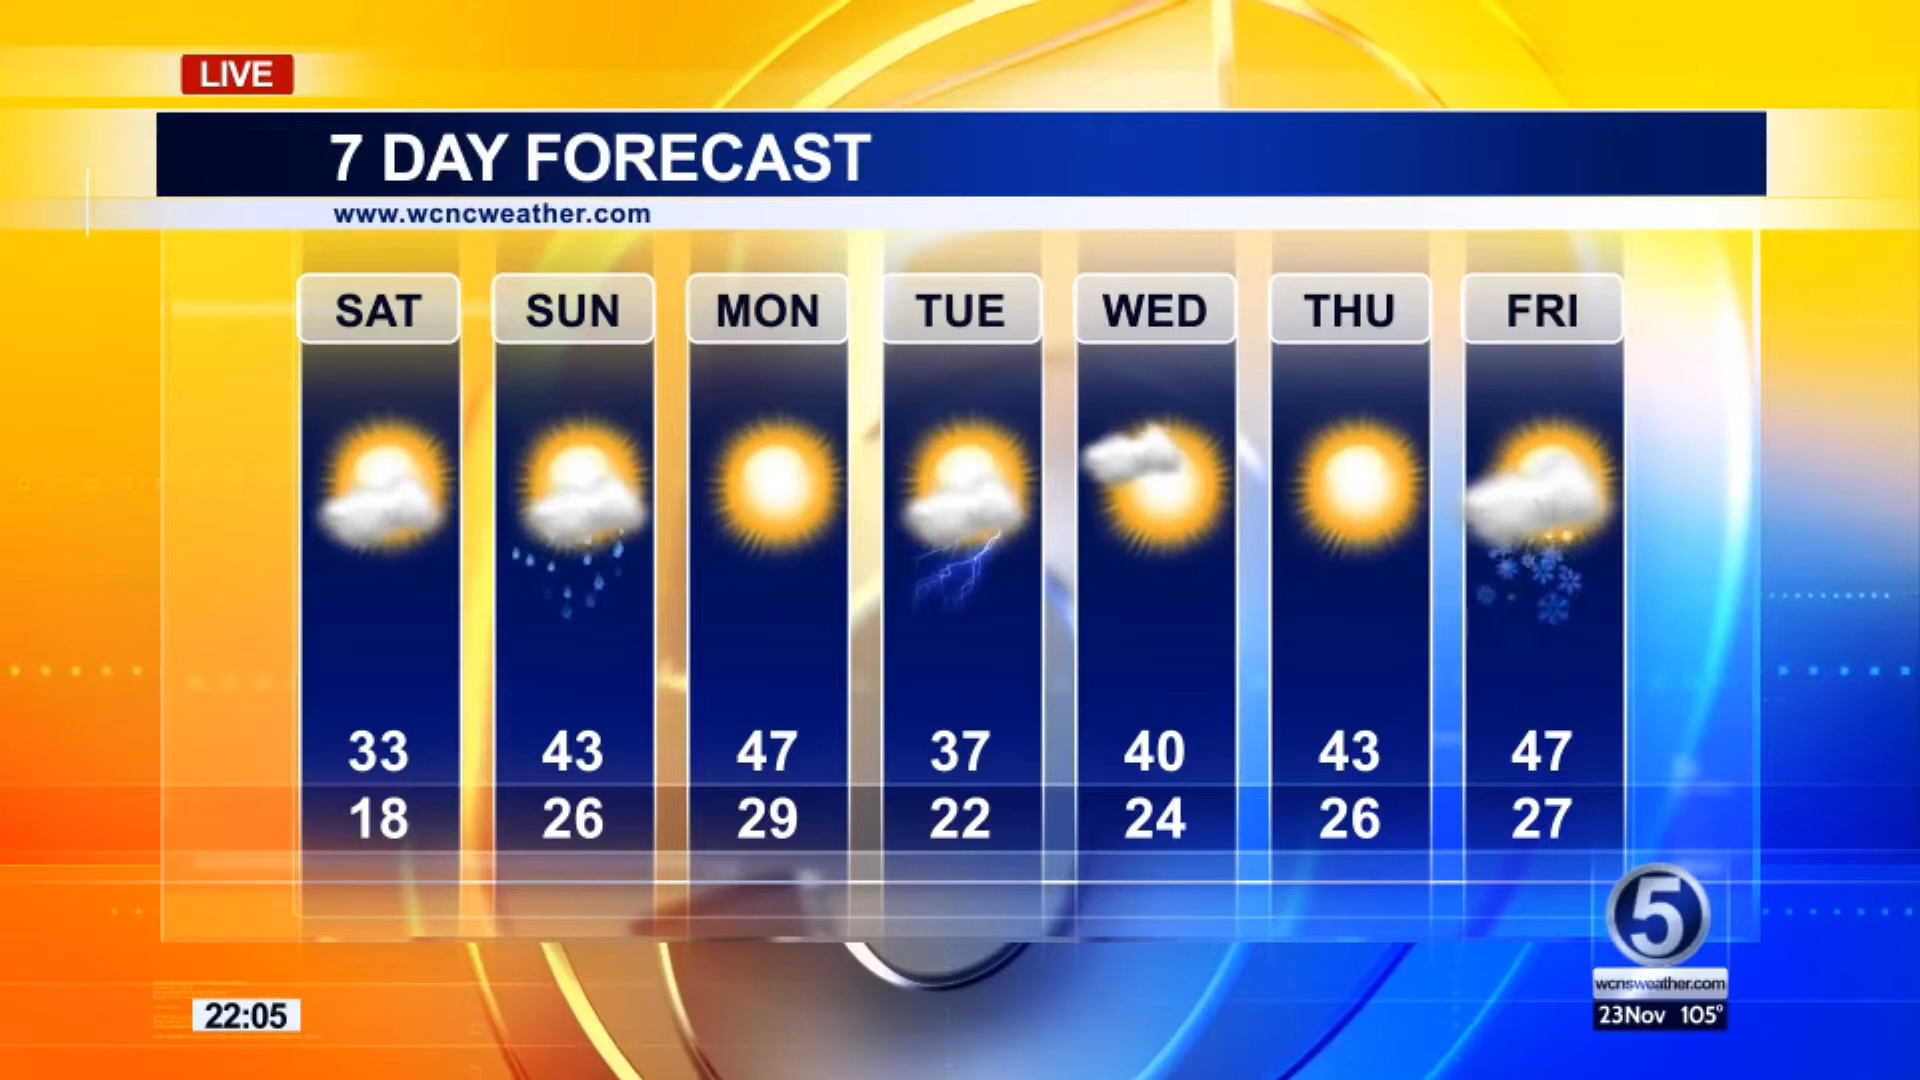 LIVE
7 DAY FORECAST
www.wcncweather.com
SAT SUN MON TUE WED THU FRI
33 43 47 37 40 43 47
18 26 29 22 24 26 27
5
wcnsweather.com
22:05
23Nov 105°